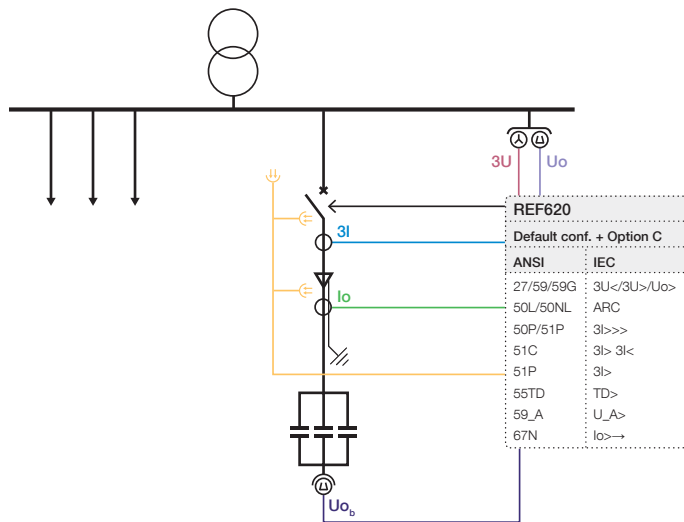 3U Uo
REF620
Default conf. + Option C
ANSI IEC
27/59/59G 3U</3U>/Uo>
50L/50NL ARC
50P/51P 3I>>>
51C 3I> 3I<
51P 3I>
55TD TD>
59_A U_A>
67N Io>→
3I
Io
Uob